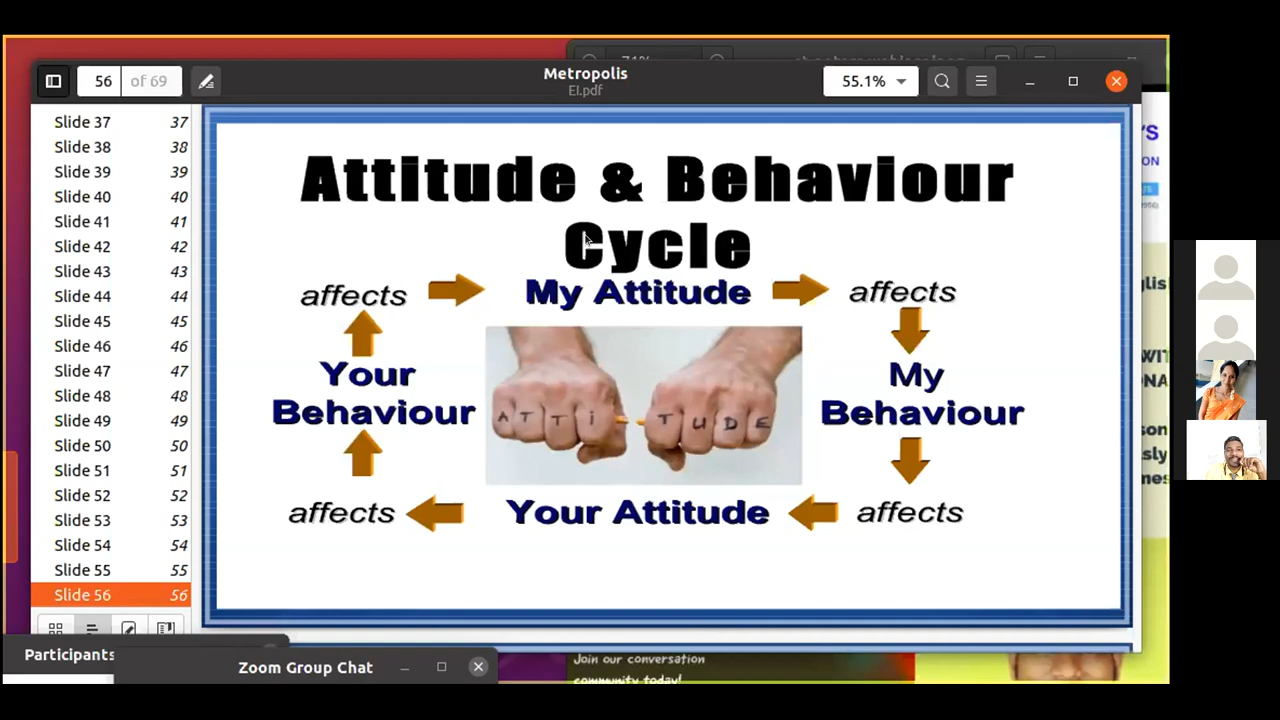 56 of 69
Metropolis
EI.pdf
55.1%
Slide 37 37
Slide 38 38
Slide 39 39
Slide 40 40
Slide 41 41
Slide 42 42
Slide 43 43
Slide 44 44
Slide 45 45
Slide 46 46
Slide 47 47
Slide 48 48
Slide 49 49
Slide 50 50
Slide 51 51
Slide 52 52
Slide 53 53
Slide 54 54
Slide 55 55
Slide 56 56
Attitude & Behaviour
Cycle
affects My Attitude affects
Your My
Behaviour Behaviour
ATTi TUDE
affects Your Attitude affects
Participants
Zoom Group Chat
Join our conversation
community today!
'S
ON